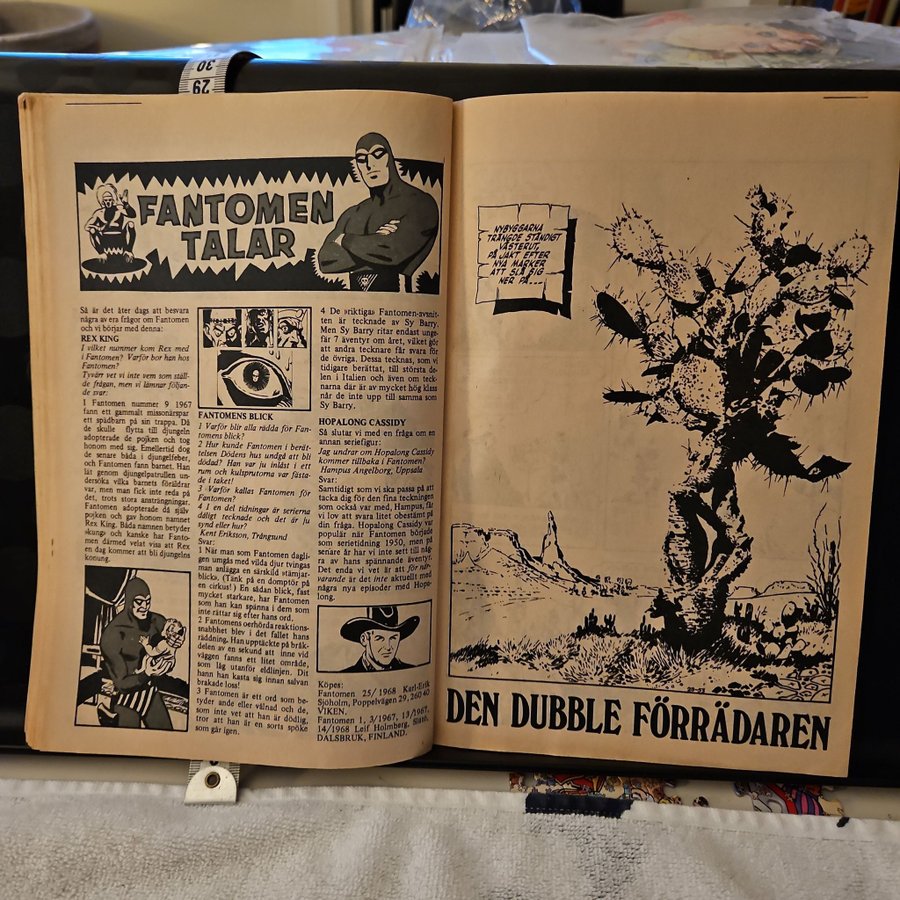 30
29
FANTOMEN
TALAR
Så är det åter dags att besvara
några av era frågor om Fantomen
och vi börjar med denna:
REX KING
I vilket nummer kom Rex med
i Fantomen? Varför bor han hos
Fantomen?
Tyvärr vet vi inte vem som ställ-
de frågan, men vi lämnar följan-
de svar:
1 Fantomen nummer 9 1967
fann ett gammalt missionärspar
ett spädbarn på sin trappa. Då
de skulle flytta till djungeln
adopterade de pojken och tog
honom med sig. Emellertid dog
de senare båda i djungelfeber,
och Fantomen fann barnet. Han
lät genom djungelpatrullen under-
söka vilka barnets föräldrar
var, men man fick inte reda på
det, trots stora ansträngningar.
Fantomen adopterade då själv
pojken och gav honom namnet
Rex King. Båda namnen betyder
»kung» och kanske har Fanto-
men därmed velat visa att Rex
en dag kommer att bli djungelns
konung.
FANTOMENS BLICK
1 Varför blir alla rädda för Fan-
tomens blick?
2 Hur kunde Fantomen i berät-
telsen Dödens hus undgå att bli
dödad? Han var ju inlåst i ett
rum och kulsprutorna var fästa-
de i taket!
3 Varför kallas Fantomen för
Fantomen?
4 I en del tidningar är serierna
dåligt tecknade och det är ju
synd eller hur?
Kent Eriksson, Trångsund
Svar:
1 När man som Fantomen dagli-
gen umgås med vilda djur tvingas
man anlägga en särskild »tämjar-
blick». (Tänk på en domptör på
en cirkus!) En sådan blick, fast
mycket starkare, har Fantomen
som han kan spänna i dem som
inte rättar sig efter hans ord.
2 Fantomens oerhörda reaktions-
snabbhet blev i det fallet hans
räddning. Han upptäckte på bråk-
delen av en sekund att inne vid
väggen fanns ett litet område,
som låg utanför eldlinjen. Dit
hann han kasta sig innan salvan
brakade loss!
3 Fantomen är ett ord som be-
tyder ande eller vålnad och de,
som inte vet att han är dödlig,
tror att han är en sorts spöke
som går igen.
4 De »riktiga» Fantomen-avsnit-
ten är tecknade av Sy Barry.
Men Sy Barry ritar endast unge-
fär 7 äventyr om året, vilket gör
att andra tecknare får svara för
de övriga. Dessa tecknas, som vi
tidigare berättat, till största de-
len i Italien och även om teck-
narna där är av mycket hög klass
når de inte upp till samma som
Sy Barry.
HOPALONG CASSIDY
Så slutar vi med en fråga om en
annan seriefigur:
Jag undrar om Hopalong Cassidy
kommer tillbaka i Fantomen?
Hampus Angelborg, Uppsala
Svar:
Samtidigt som vi ska passa på att
tacka dig för den fina teckningen
som också var med, Hampus, får
vi lov att svara litet obestämt på
din fråga. Hopalong Cassidy var
populär när Fantomen började
som serietidning 1950, men på
senare år har vi inte sett till någ-
ra av hans spännande äventyr.
Det enda vi vet är att för när-
varande är det inte aktuellt med
några nya episoder med Hopa-
long.
Köpes:
Fantomen 25/1968 Karl-Erik
Sjöholm, Poppelvägen 29, 260 40
VIKEN.
Fantomen 1, 3/1967, 13/1967,
14/1968 Leif Holmberg,
DALSBRUK, FINLAND.
NYBYGGARNA
TRÄNGDE STÄNDIGT
VÄSTERUT,
PÅ JAKT EFTER
NYA MARKER
ATT SLÅ SIG
NER PÅ...
DEN DUBBLE FÖRRÄDAREN